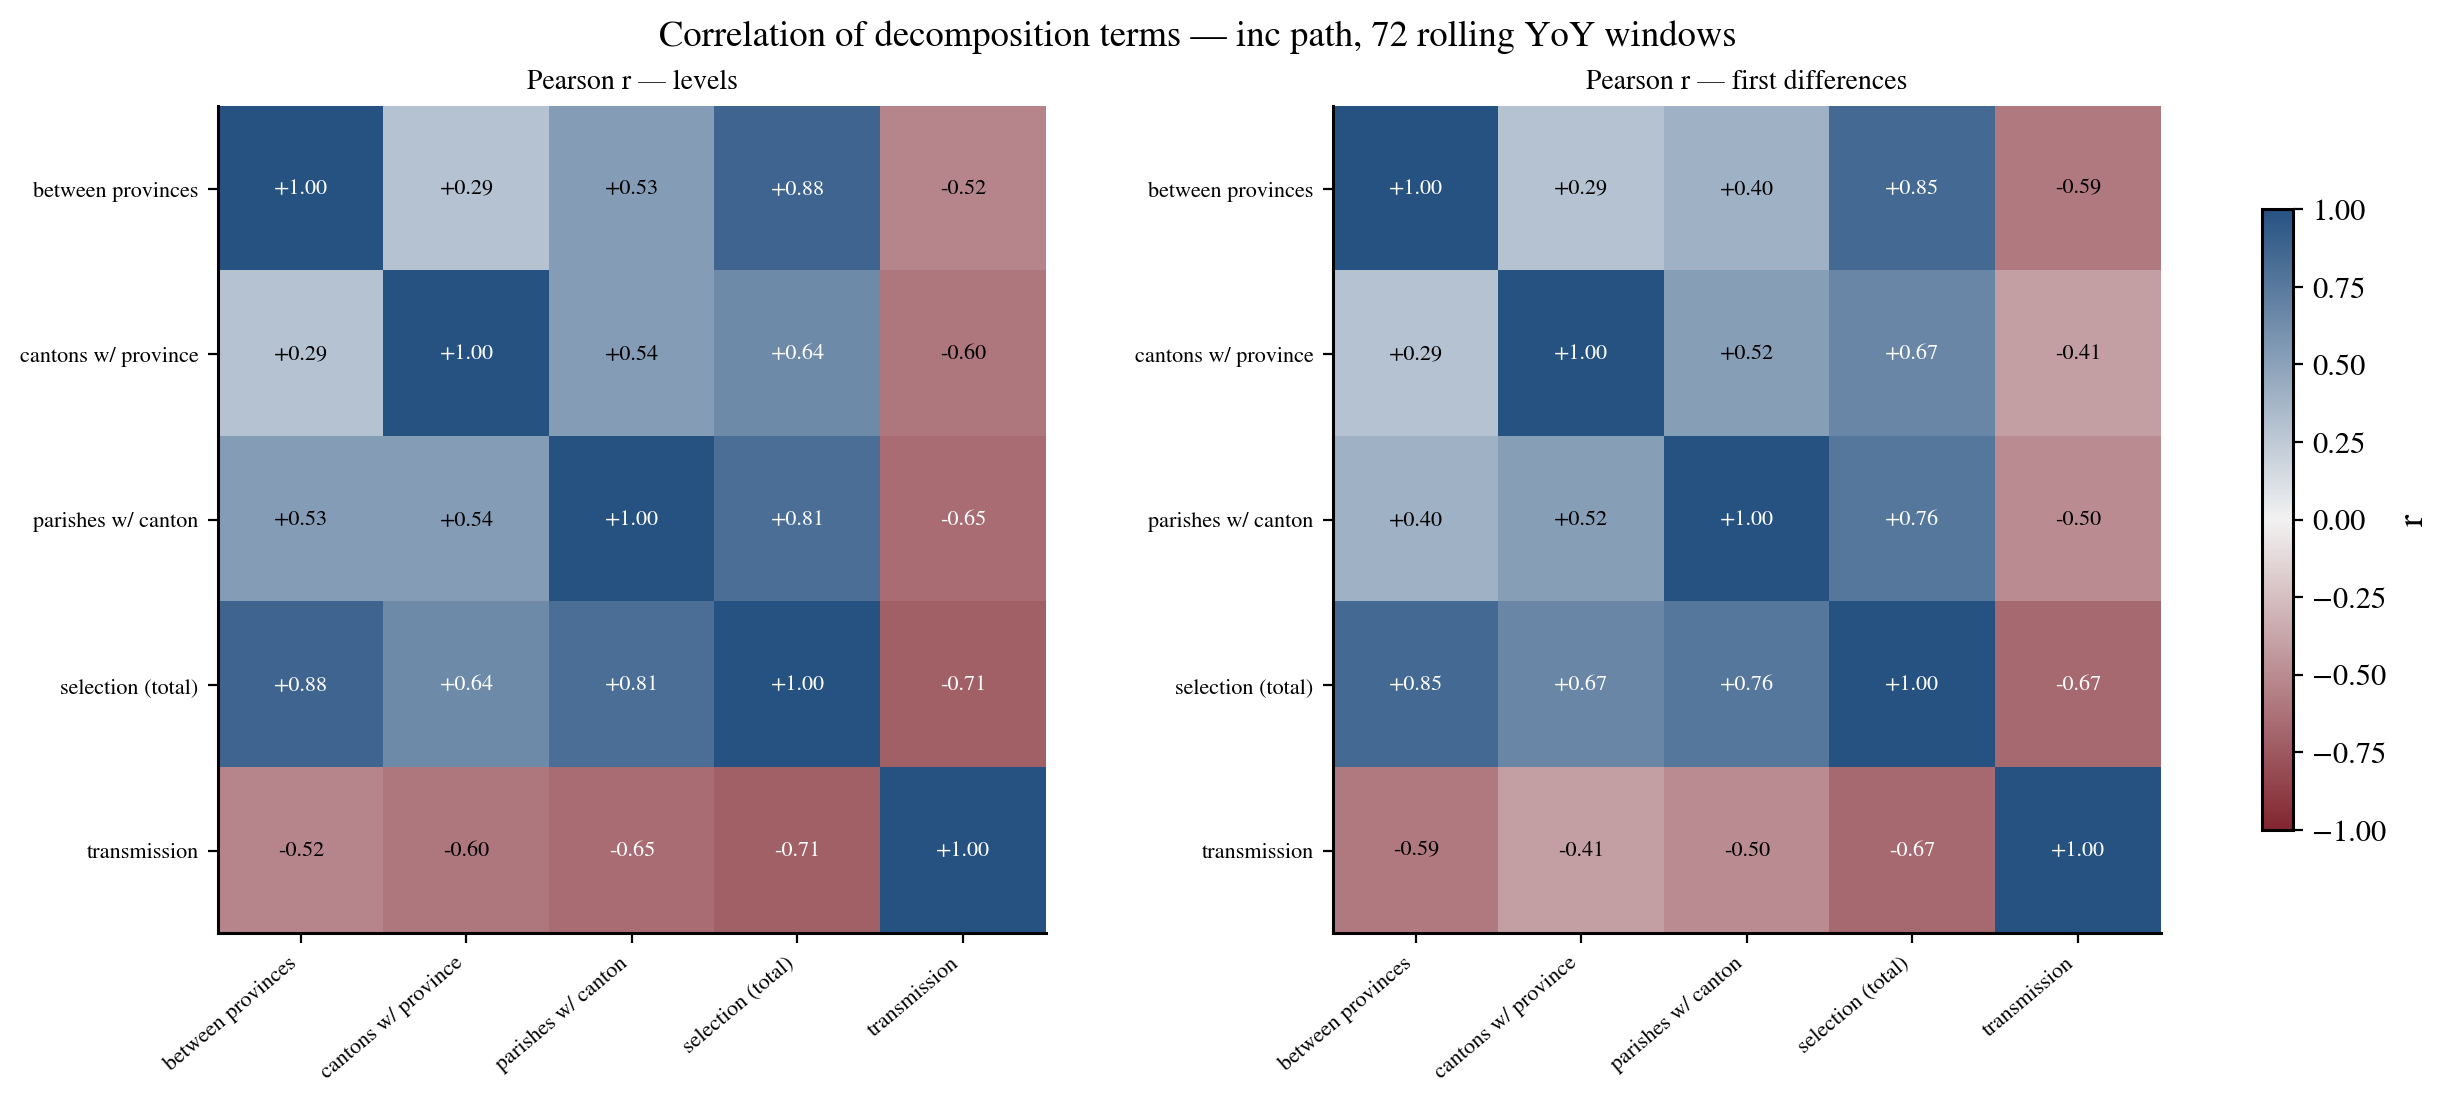 Correlation of decomposition terms — inc path, 72 rolling YoY windows
Pearson r — levels
between provinces +1.00 +0.29 +0.53 +0.88 -0.52
cantons w/ province +0.29 +1.00 +0.54 +0.64 -0.60
parishes w/ canton +0.53 +0.54 +1.00 +0.81 -0.65
selection (total) +0.88 +0.64 +0.81 +1.00 -0.71
transmission -0.52 -0.60 -0.65 -0.71 +1.00
between provinces
cantons w/ province
parishes w/ canton
selection (total)
transmission
Pearson r — first differences
between provinces +1.00 +0.29 +0.40 +0.85 -0.59
cantons w/ province +0.29 +1.00 +0.52 +0.67 -0.41
parishes w/ canton +0.40 +0.52 +1.00 +0.76 -0.50
selection (total) +0.85 +0.67 +0.76 +1.00 -0.67
transmission -0.59 -0.41 -0.50 -0.67 +1.00
between provinces
cantons w/ province
parishes w/ canton
selection (total)
transmission
1.00
0.75
0.50
0.25
0.00
−0.25
−0.50
−0.75
−1.00
r